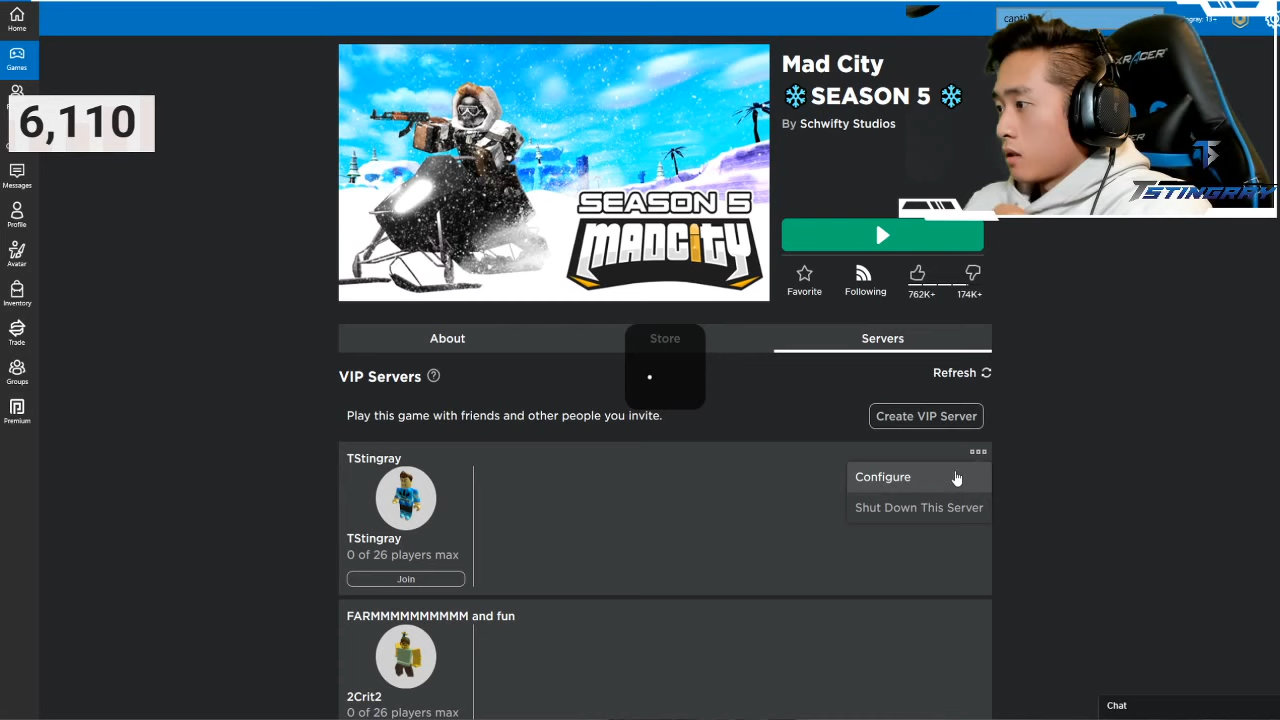 Home
Games
6,110
Messages
Profile
Avatar
Inventory
Trade
Groups
Premium
SEASON 5
MADCITY
Mad City
❄️SEASON 5 ❄️
By Schwifty Studios
13+
XRACER
TSTINGRAY
Favorite
Following
762K+
174K+
About
Store
Servers
VIP Servers
Refresh
Play this game with friends and other people you invite.
Create VIP Server
TStingray
Configure
Shut Down This Server
TStingray
0 of 26 players max
Join
FARMMMMMMMMMM and fun
2Crit2
0 of 26 players max
Chat